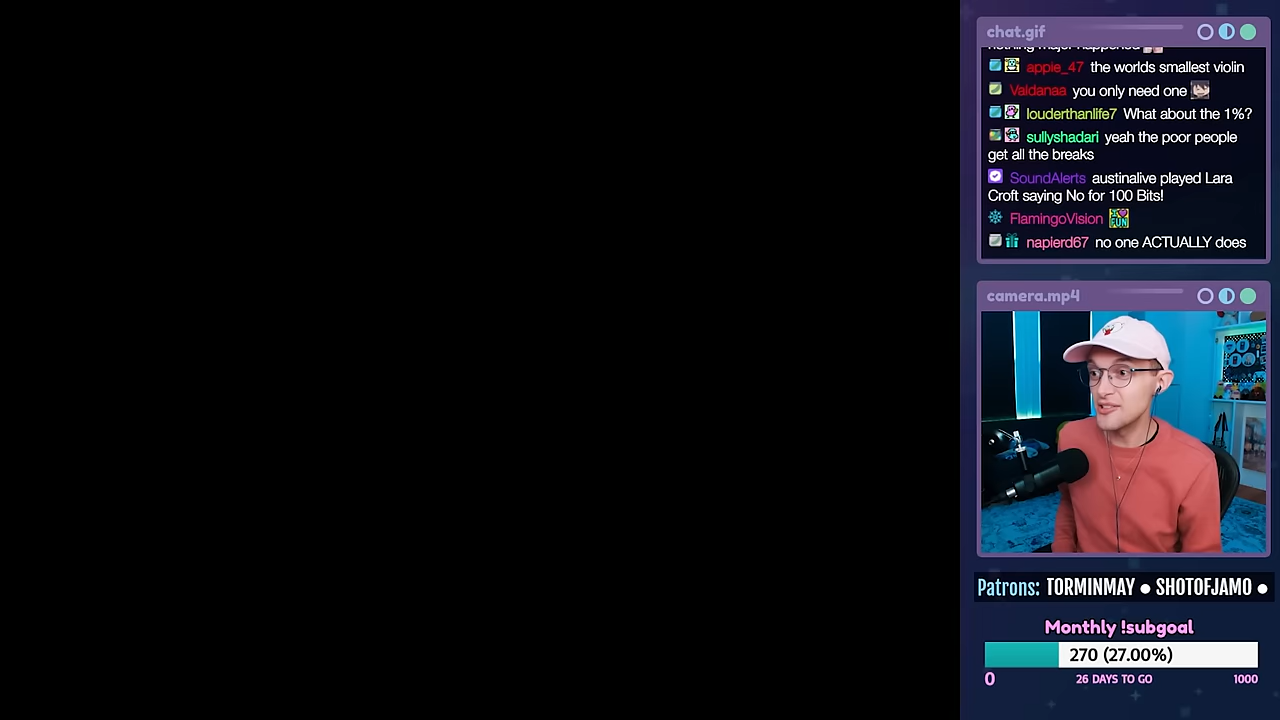 chat.gif
nothing major happened
appie_47 the worlds smallest violin
Valdanaa you only need one
louderthanlife7 What about the 1%?
sullyshadari yeah the poor people
get all the breaks
SoundAlerts austinalive played Lara
Croft saying No for 100 Bits!
FlamingoVision
napierd67 no one ACTUALLY does
camera.mp4
Patrons: TORMINMAY ● SHOTOFJAMO ●
Monthly !subgoal
270 (27.00%)
0 26 DAYS TO GO 1000